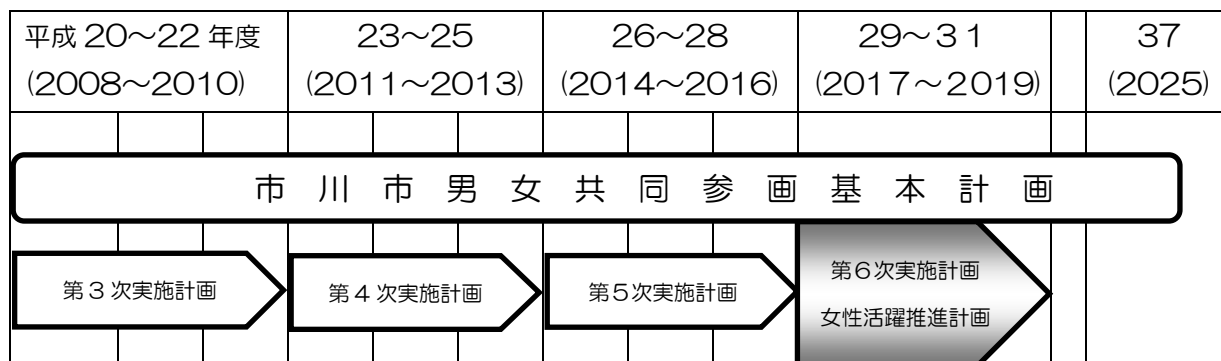 平成 20～22 年度
(2008～2010)
23～25
(2011～2013)
26～28
(2014～2016)
29～31
(2017～2019)
37
(2025)
市川市男女共同参画基本計画
第３次実施計画
第４次実施計画
第５次実施計画
第６次実施計画
女性活躍推進計画